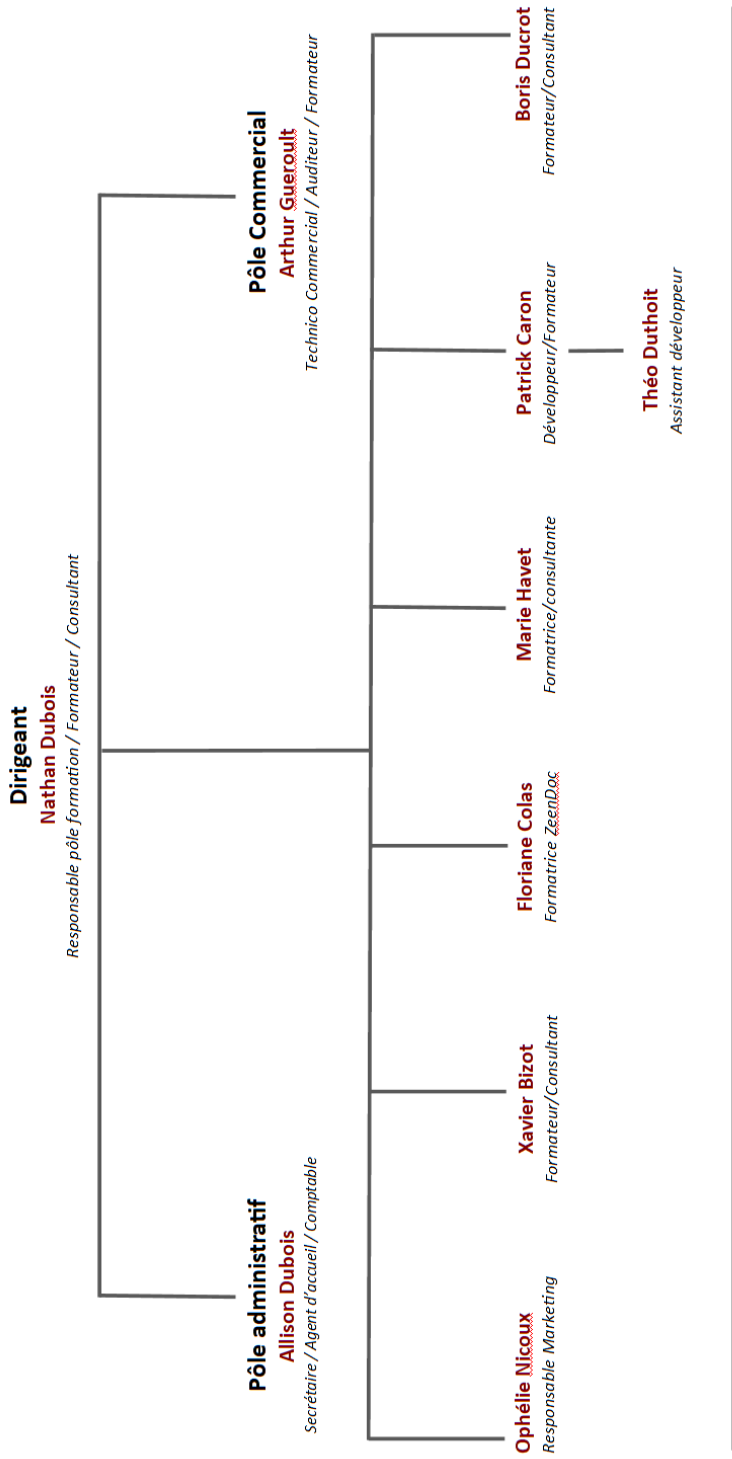 Dirigeant
Nathan Dubois
Responsable pôle formation / Formateur / Consultant
Pôle administratif
Allison Dubois
Secrétaire / Agent d'accueil / Comptable
Pôle Commercial
Arthur Gueroult
Technico Commercial / Auditeur / Formateur
Ophélie Nicoux
Responsable Marketing
Xavier Bizot
Formateur/Consultant
Floriane Colas
Formatrice ZeenDoc
Marie Havet
Formatrice/consultante
Patrick Caron
Développeur/Formateur
Boris Ducrot
Formateur/Consultant
Théo Duthoit
Assistant développeur